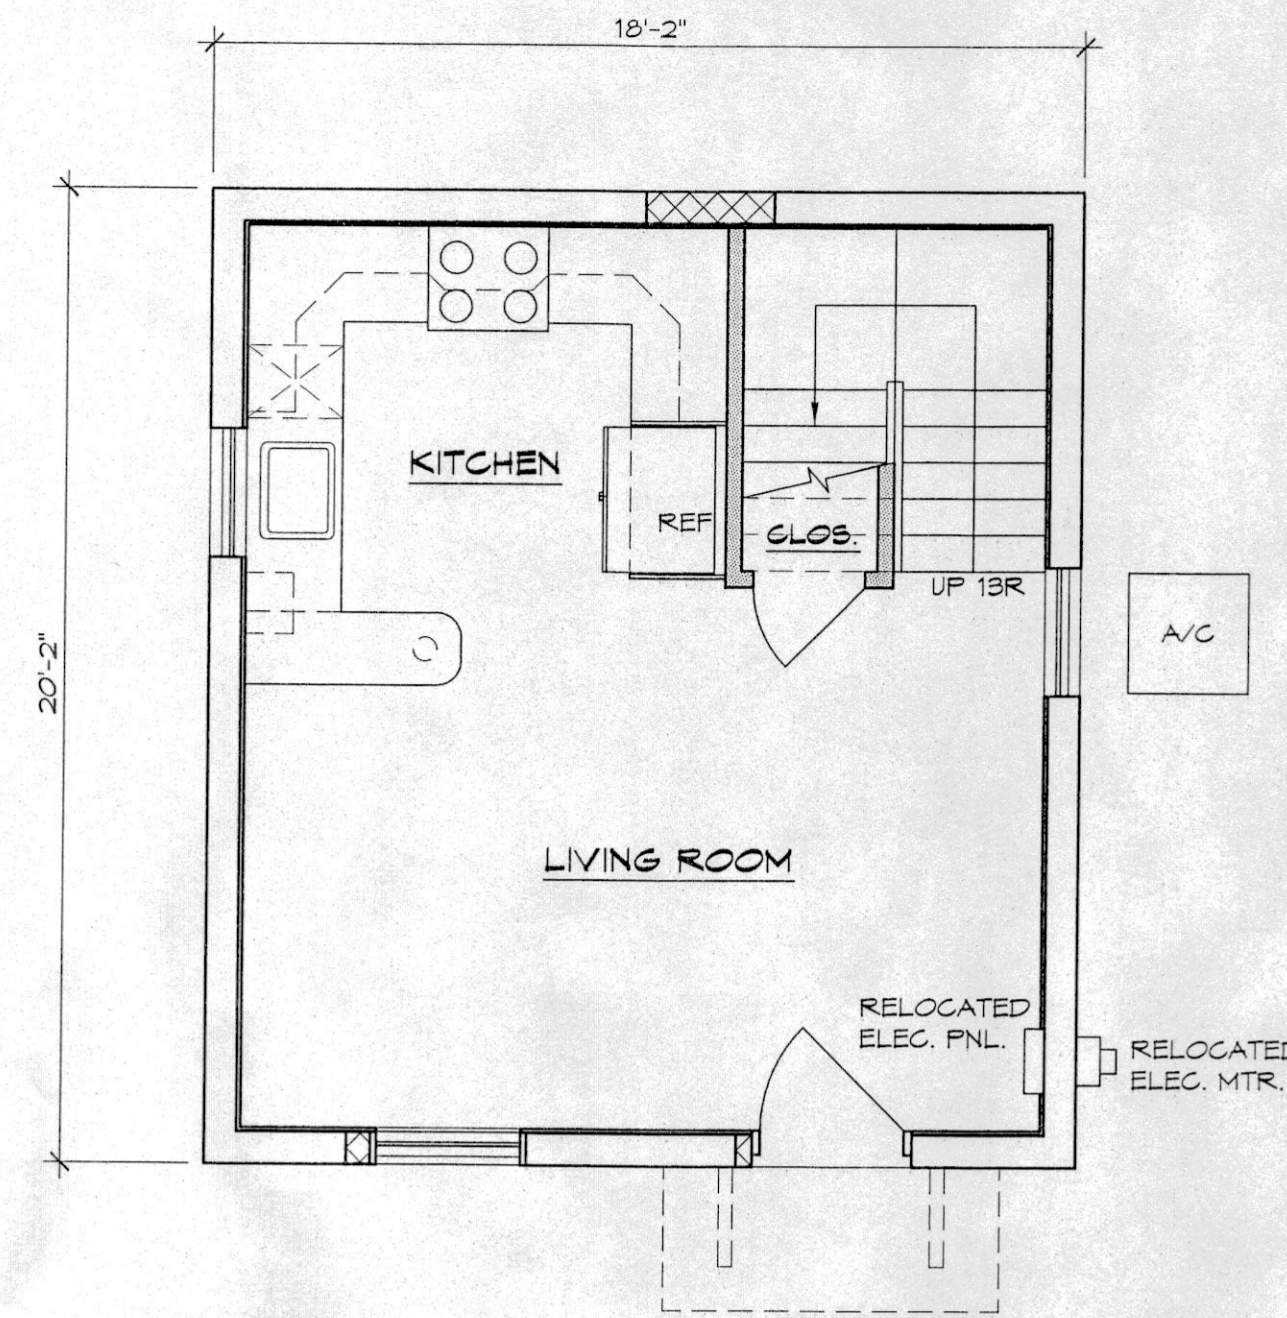 18'-2"
20'-2"
KITCHEN
REF
CLOS.
UP 13R
A/C
LIVING ROOM
RELOCATED
ELEC. PNL.
RELOCATED
ELEC. MTR.